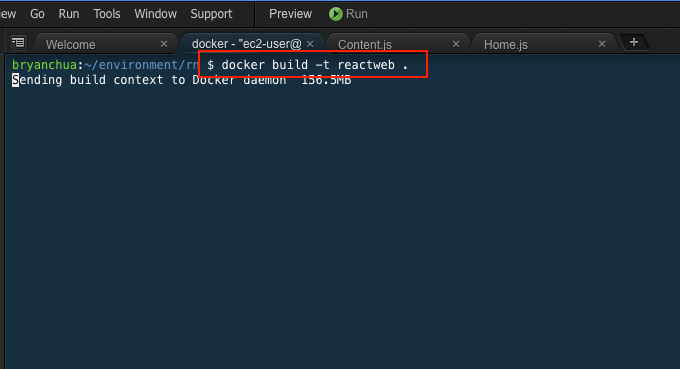 ew Go Run Tools Window Support Preview Run
Welcome docker - "ec2-user@ Content.js Home.js
bryanchua:~/environment/rn $ docker build -t reactweb .
Sending build context to Docker daemon 156.5MB